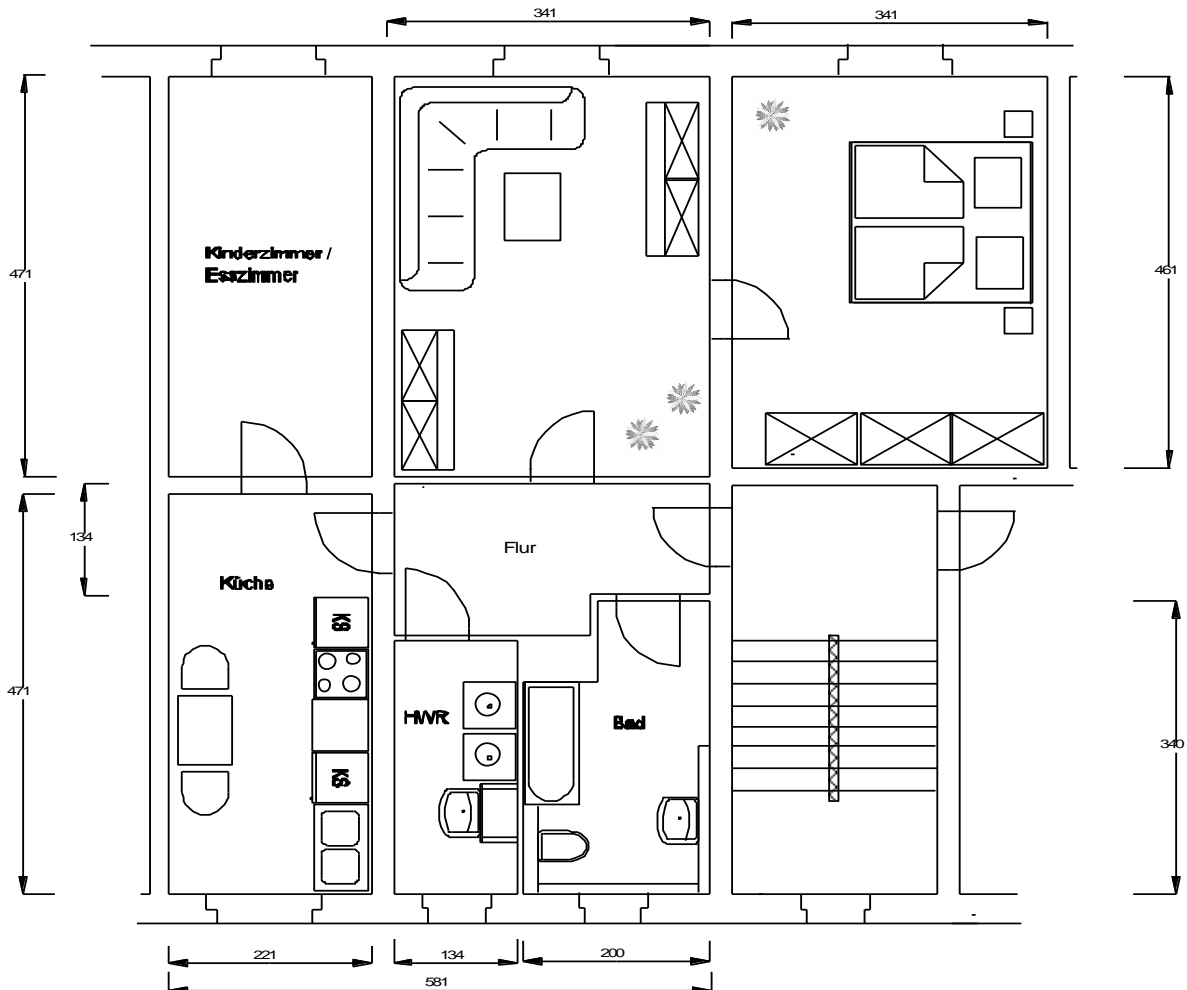 341
341
471
Kinderzimmer /
Esszimmer
461
134
Flur
Küche
KS
471
HWR
Bad
340
KS
221
134
200
581